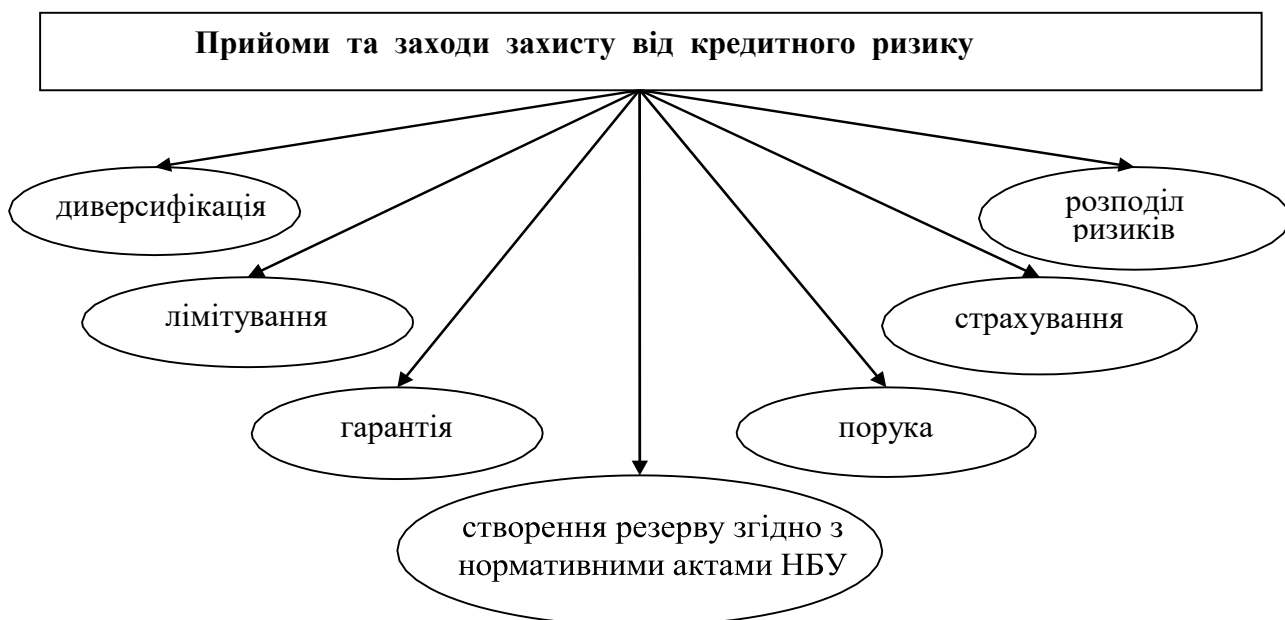 Прийоми та заходи захисту від кредитного ризику
диверсифікація
розподіл
ризиків
лімітування
страхування
гарантія
порука
створення резерву згідно з
нормативними актами НБУ